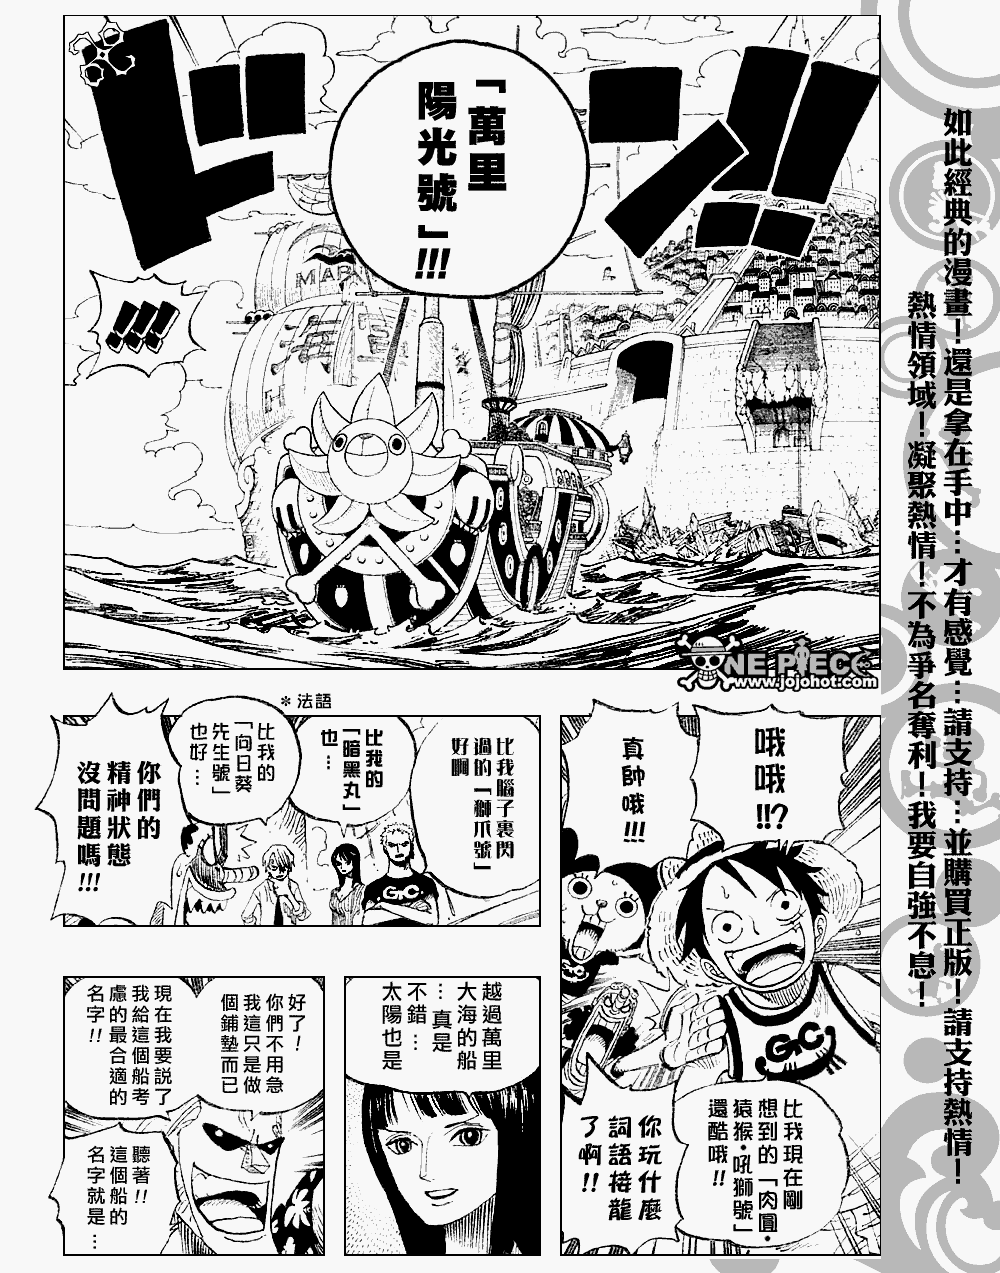 「萬里
陽光號」!!!
ドン!!
!!!
MARINE
ONE PIECE
www.jojohot.com
哦
哦!!?
真帥哦!!!
GC
比我現在剛
想到的「肉圓·
猿猴·吼獅號」
還酷哦!!
你玩什麼
詞語接龍
了啊!!
比我腦子裏閃
過的「獅爪號」
好啊
比我的
「暗黑丸」
也…
＊法語
比我的
「向日葵
先生號」
也好…
你們的
精神狀態
沒問題嗎!!!
GC
越過萬里
大海的船
…真是
不錯…
太陽也是
好了!
你們不用急
我這只是做
個鋪墊而已
現在我要說了
我給這個船考
慮的最合適的
名字!!
聽著!!
這個船的
名字就是
…
如此經典的漫畫!還是拿在手中…才有感覺…請支持…並購買正版!請支持熱情!
熱情領域!凝聚熱情!不為爭名奪利!我要自強不息!